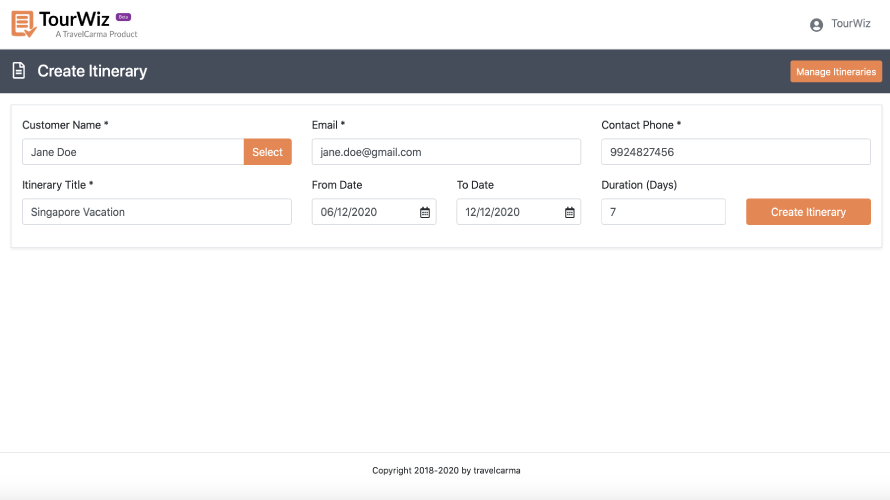 TourWiz Beta
A TravelCarma Product
TourWiz
Create Itinerary
Manage Itineraries
Customer Name *
Email *
Contact Phone *
Jane Doe
Select
jane.doe@gmail.com
9924827456
Itinerary Title *
From Date
To Date
Duration (Days)
Singapore Vacation
06/12/2020
12/12/2020
7
Create Itinerary
Copyright 2018-2020 by travelcarma